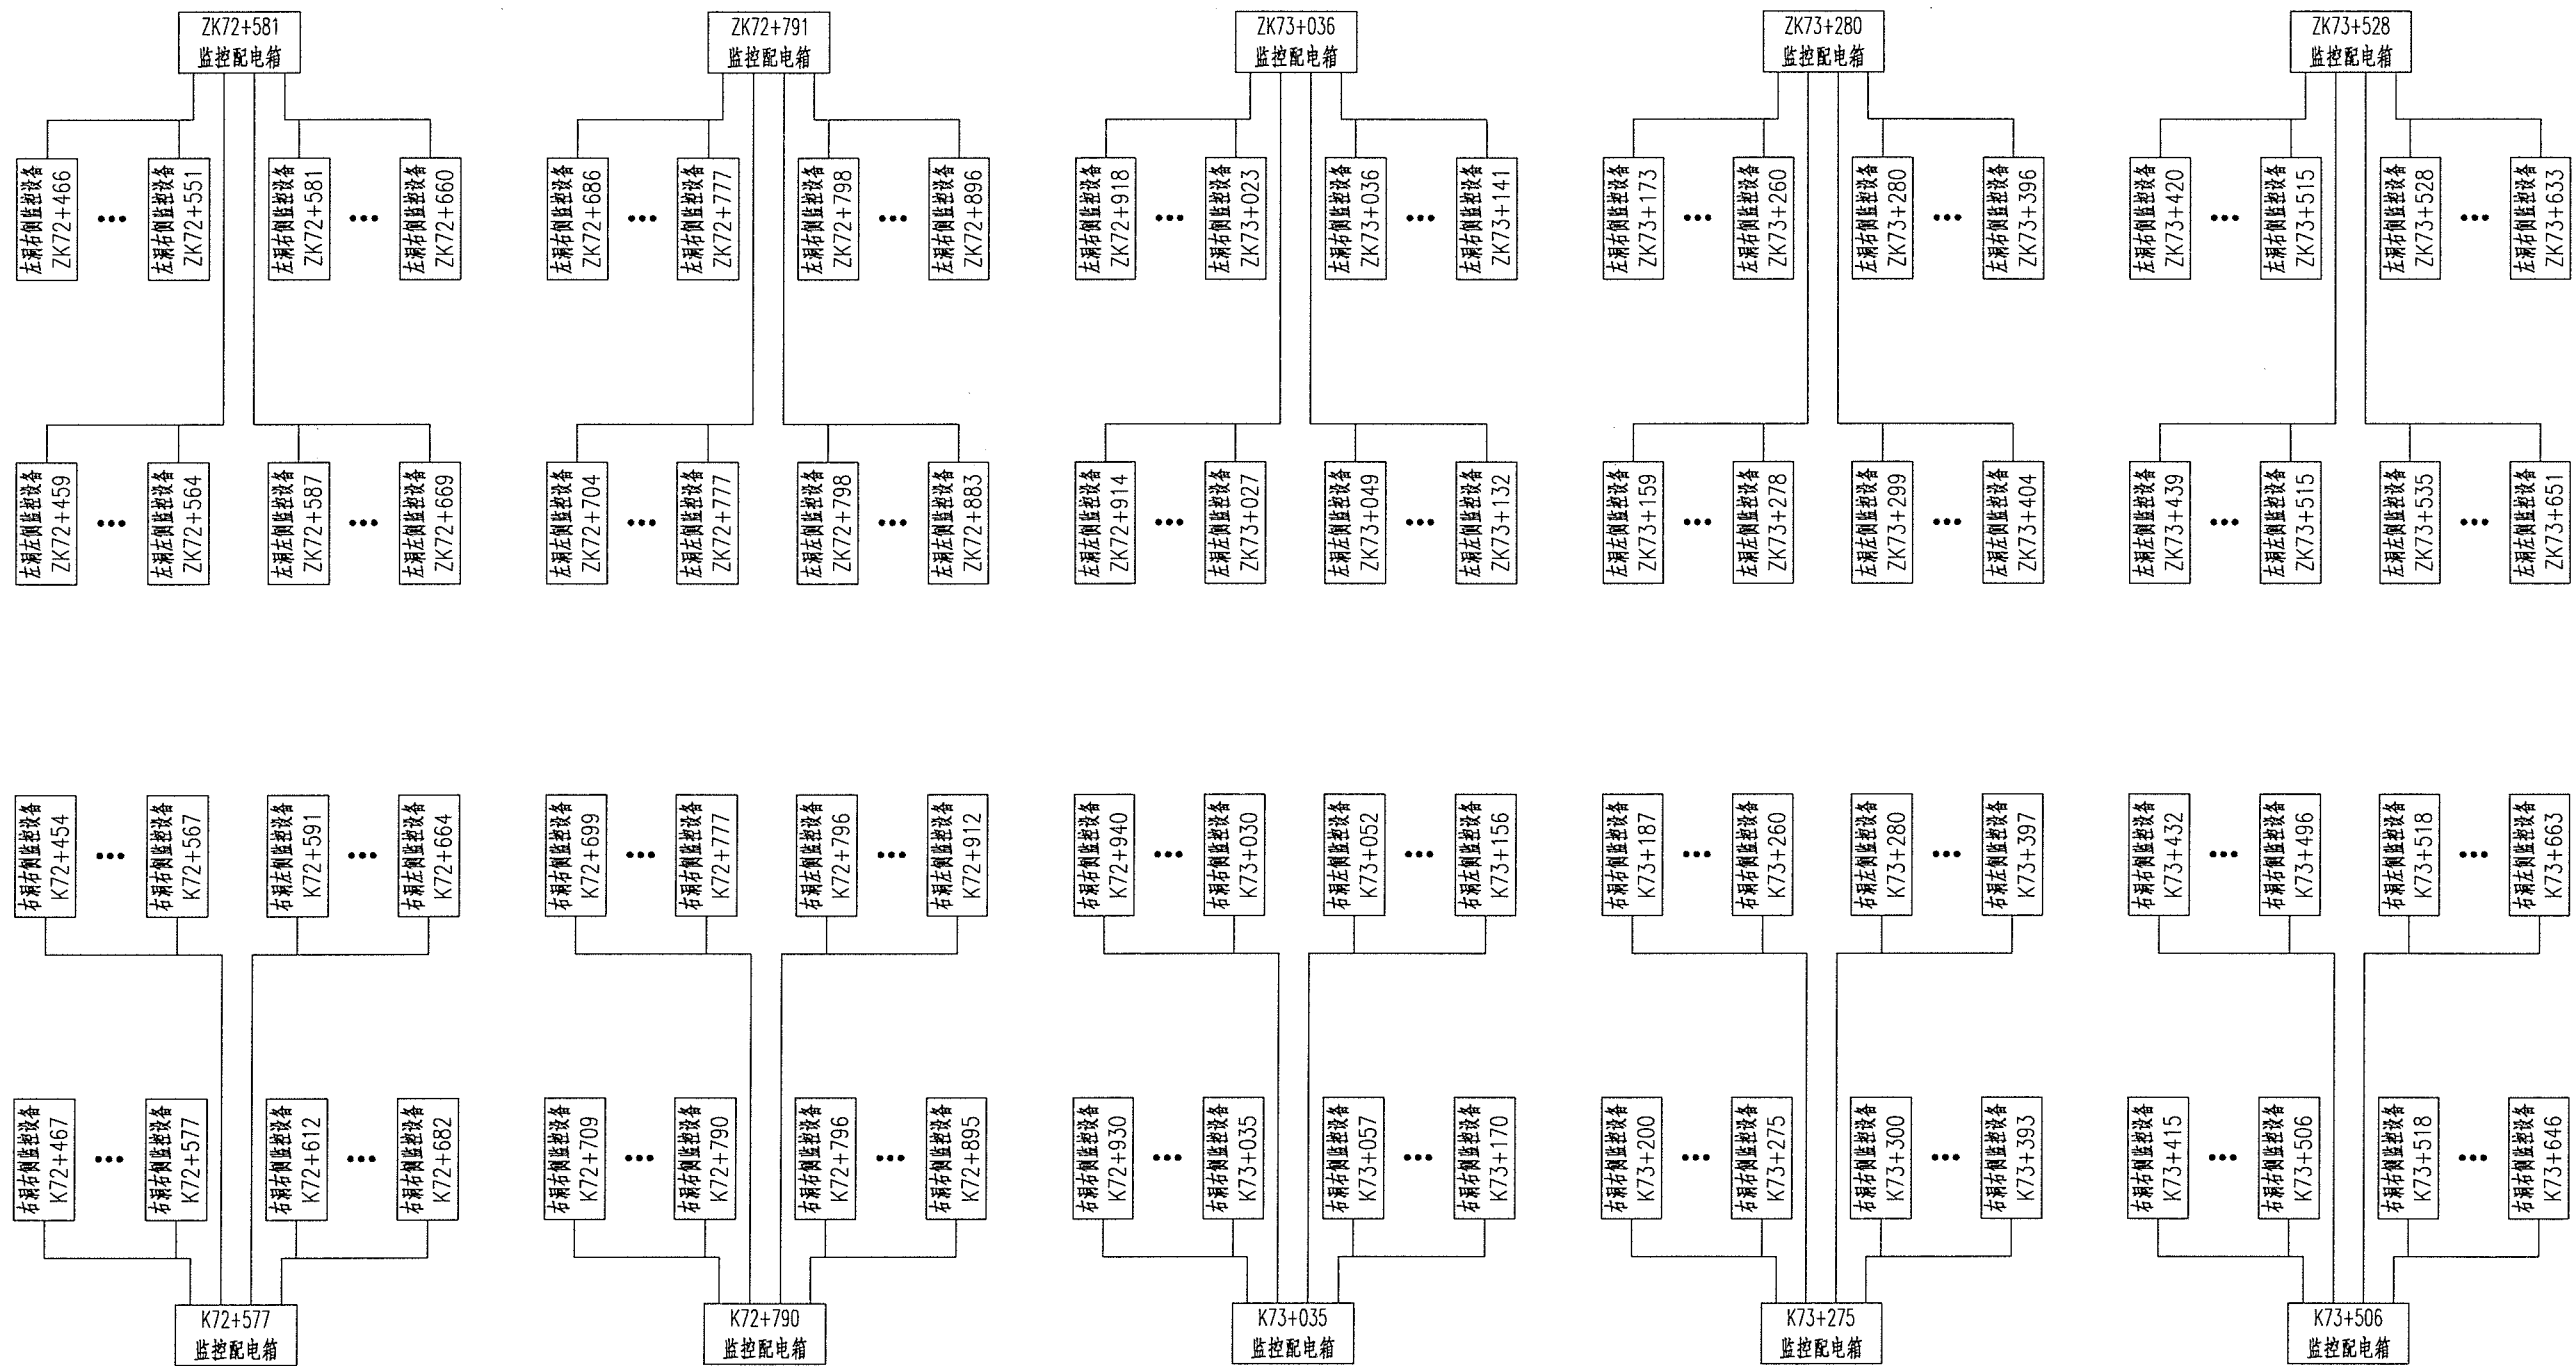 ZK72+581
监控配电箱
ZK72+791
监控配电箱
ZK73+036
监控配电箱
ZK73+280
监控配电箱
ZK73+528
监控配电箱
左洞右侧监控设备
ZK72+466
左洞右侧监控设备
ZK72+551
左洞右侧监控设备
ZK72+581
左洞右侧监控设备
ZK72+660
左洞右侧监控设备
ZK72+686
左洞右侧监控设备
ZK72+777
左洞右侧监控设备
ZK72+798
左洞右侧监控设备
ZK72+896
左洞右侧监控设备
ZK72+918
左洞右侧监控设备
ZK73+023
左洞右侧监控设备
ZK73+036
左洞右侧监控设备
ZK73+141
左洞右侧监控设备
ZK73+173
左洞右侧监控设备
ZK73+260
左洞右侧监控设备
ZK73+280
左洞右侧监控设备
ZK73+396
左洞右侧监控设备
ZK73+420
左洞右侧监控设备
ZK73+515
左洞右侧监控设备
ZK73+528
左洞右侧监控设备
ZK73+633
左洞左侧监控设备
ZK72+459
左洞左侧监控设备
ZK72+564
左洞左侧监控设备
ZK72+587
左洞左侧监控设备
ZK72+669
左洞左侧监控设备
ZK72+704
左洞左侧监控设备
ZK72+777
左洞左侧监控设备
ZK72+798
左洞左侧监控设备
ZK72+883
左洞左侧监控设备
ZK72+914
左洞左侧监控设备
ZK73+027
左洞左侧监控设备
ZK73+049
左洞左侧监控设备
ZK73+132
左洞左侧监控设备
ZK73+159
左洞左侧监控设备
ZK73+278
左洞左侧监控设备
ZK73+299
左洞左侧监控设备
ZK73+404
左洞左侧监控设备
ZK73+439
左洞左侧监控设备
ZK73+515
左洞左侧监控设备
ZK73+535
左洞左侧监控设备
ZK73+651
右洞右侧监控设备
K72+454
右洞右侧监控设备
K72+567
右洞左侧监控设备
K72+591
右洞左侧监控设备
K72+664
右洞右侧监控设备
K72+699
右洞右侧监控设备
K72+777
右洞左侧监控设备
K72+796
右洞左侧监控设备
K72+912
右洞右侧监控设备
K72+940
右洞右侧监控设备
K73+030
右洞左侧监控设备
K73+052
右洞左侧监控设备
K73+156
右洞右侧监控设备
K73+187
右洞右侧监控设备
K73+260
右洞左侧监控设备
K73+280
右洞左侧监控设备
K73+397
右洞右侧监控设备
K73+432
右洞右侧监控设备
K73+496
右洞左侧监控设备
K73+518
右洞左侧监控设备
K73+663
右洞右侧监控设备
K72+467
右洞右侧监控设备
K72+577
右洞右侧监控设备
K72+612
右洞右侧监控设备
K72+682
右洞右侧监控设备
K72+709
右洞右侧监控设备
K72+790
右洞右侧监控设备
K72+796
右洞右侧监控设备
K72+895
右洞右侧监控设备
K72+930
右洞右侧监控设备
K73+035
右洞右侧监控设备
K73+057
右洞右侧监控设备
K73+170
右洞右侧监控设备
K73+200
右洞右侧监控设备
K73+275
右洞右侧监控设备
K73+300
右洞右侧监控设备
K73+393
右洞右侧监控设备
K73+415
右洞右侧监控设备
K73+506
右洞右侧监控设备
K73+518
右洞右侧监控设备
K73+646
K72+577
监控配电箱
K72+790
监控配电箱
K73+035
监控配电箱
K73+275
监控配电箱
K73+506
监控配电箱